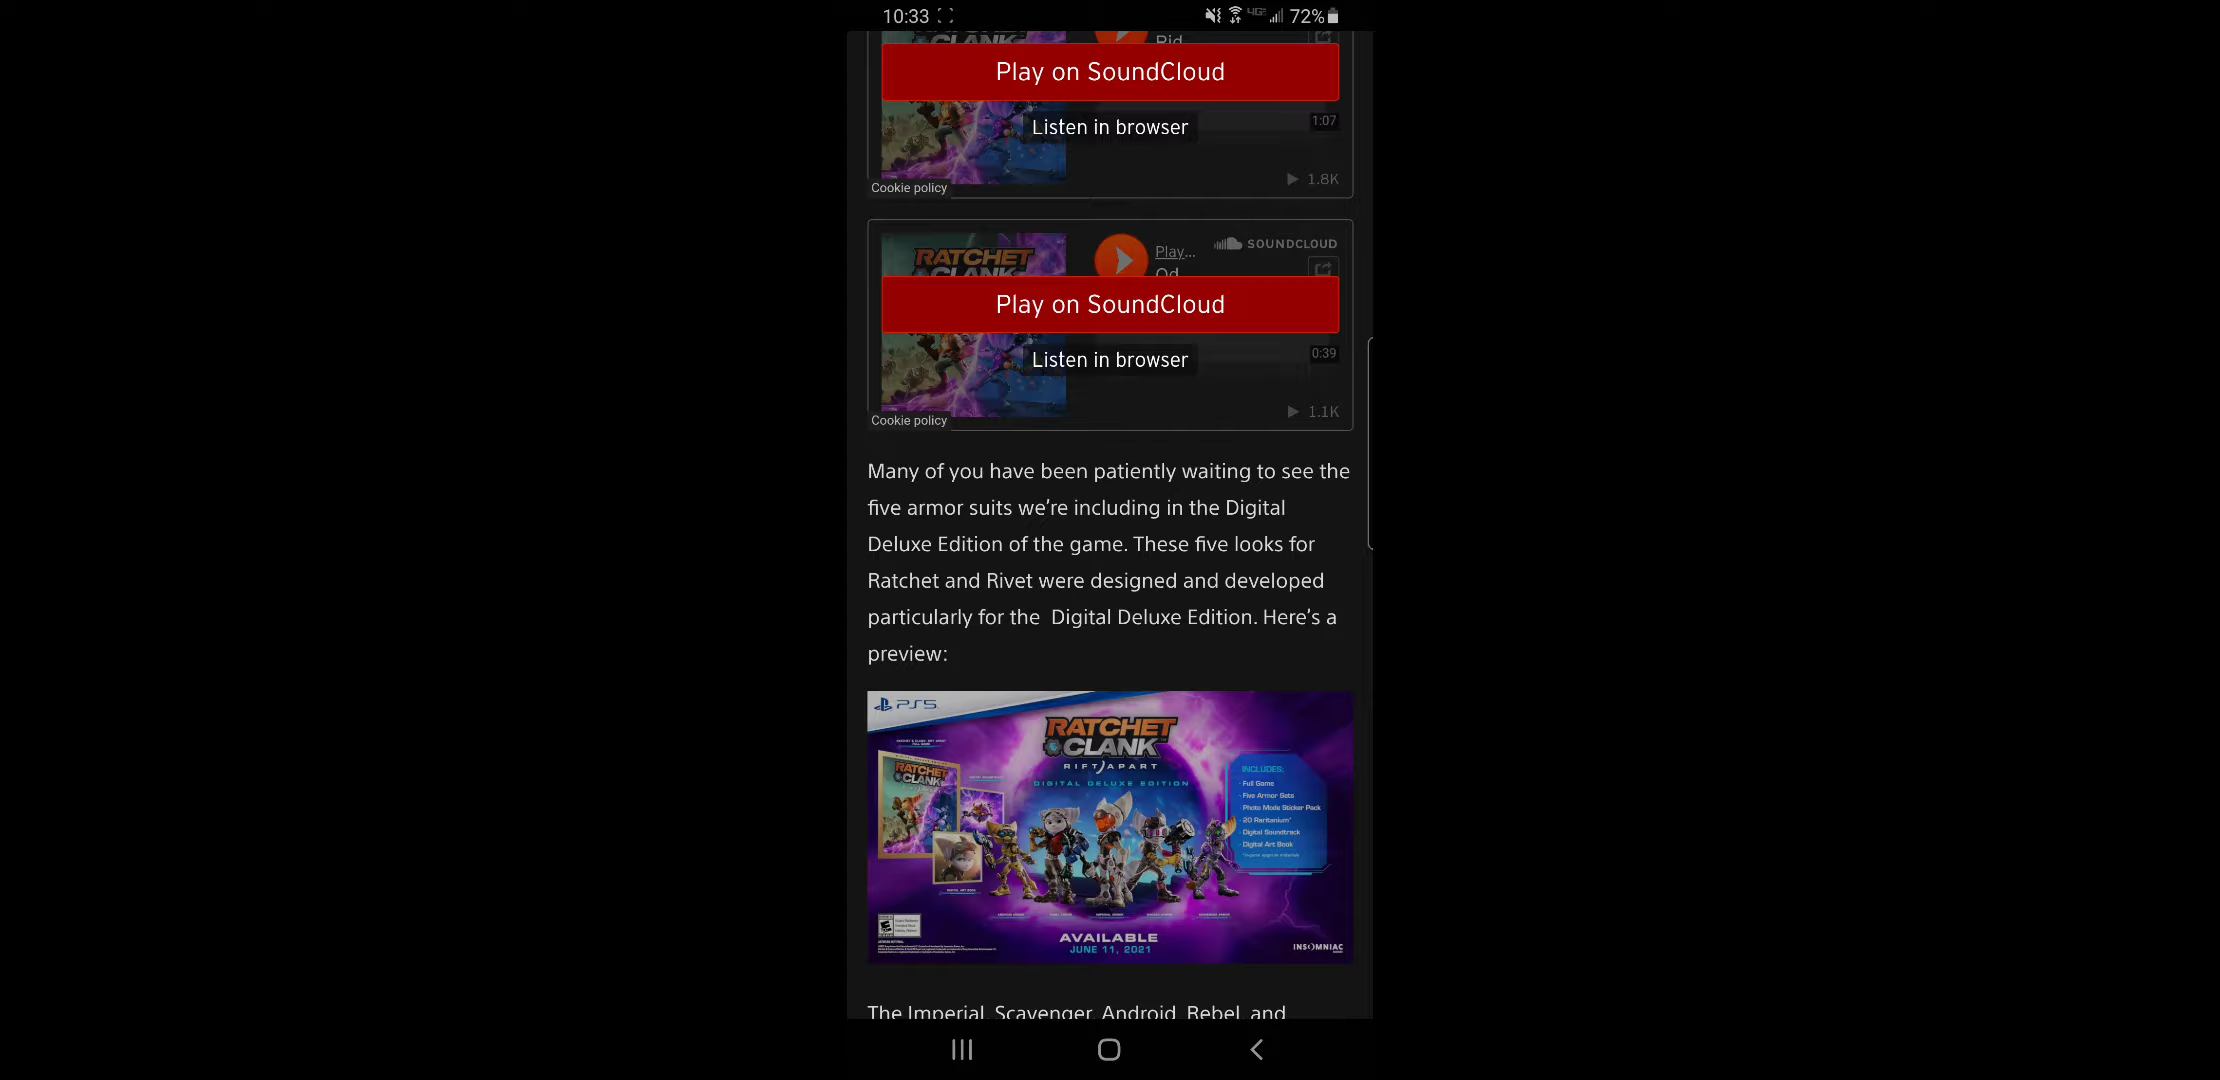 10:33
72%
Rid
Play on SoundCloud
Listen in browser
1:07
1.8K
Cookie policy
RATCHET
CLANK
Play...
SOUNDCLOUD
Od
Play on SoundCloud
Listen in browser
0:39
1.1K
Cookie policy
Many of you have been patiently waiting to see the
five armor suits we’re including in the Digital
Deluxe Edition of the game. These five looks for
Ratchet and Rivet were designed and developed
particularly for the  Digital Deluxe Edition. Here’s a
preview:
PS5
RATCHET
CLANK
RIFT APART
DIGITAL DELUXE EDITION
RATCHET
CLANK
INCLUDES:
· Full Game
· Five Armor Sets
· Photo Mode Sticker Pack
· 20 Raritanium*
· Digital Soundtrack
· Digital Art Book
AVAILABLE
JUNE 11, 2021
INSOMNIAC
The Imperial, Scavenger, Android, Rebel, and